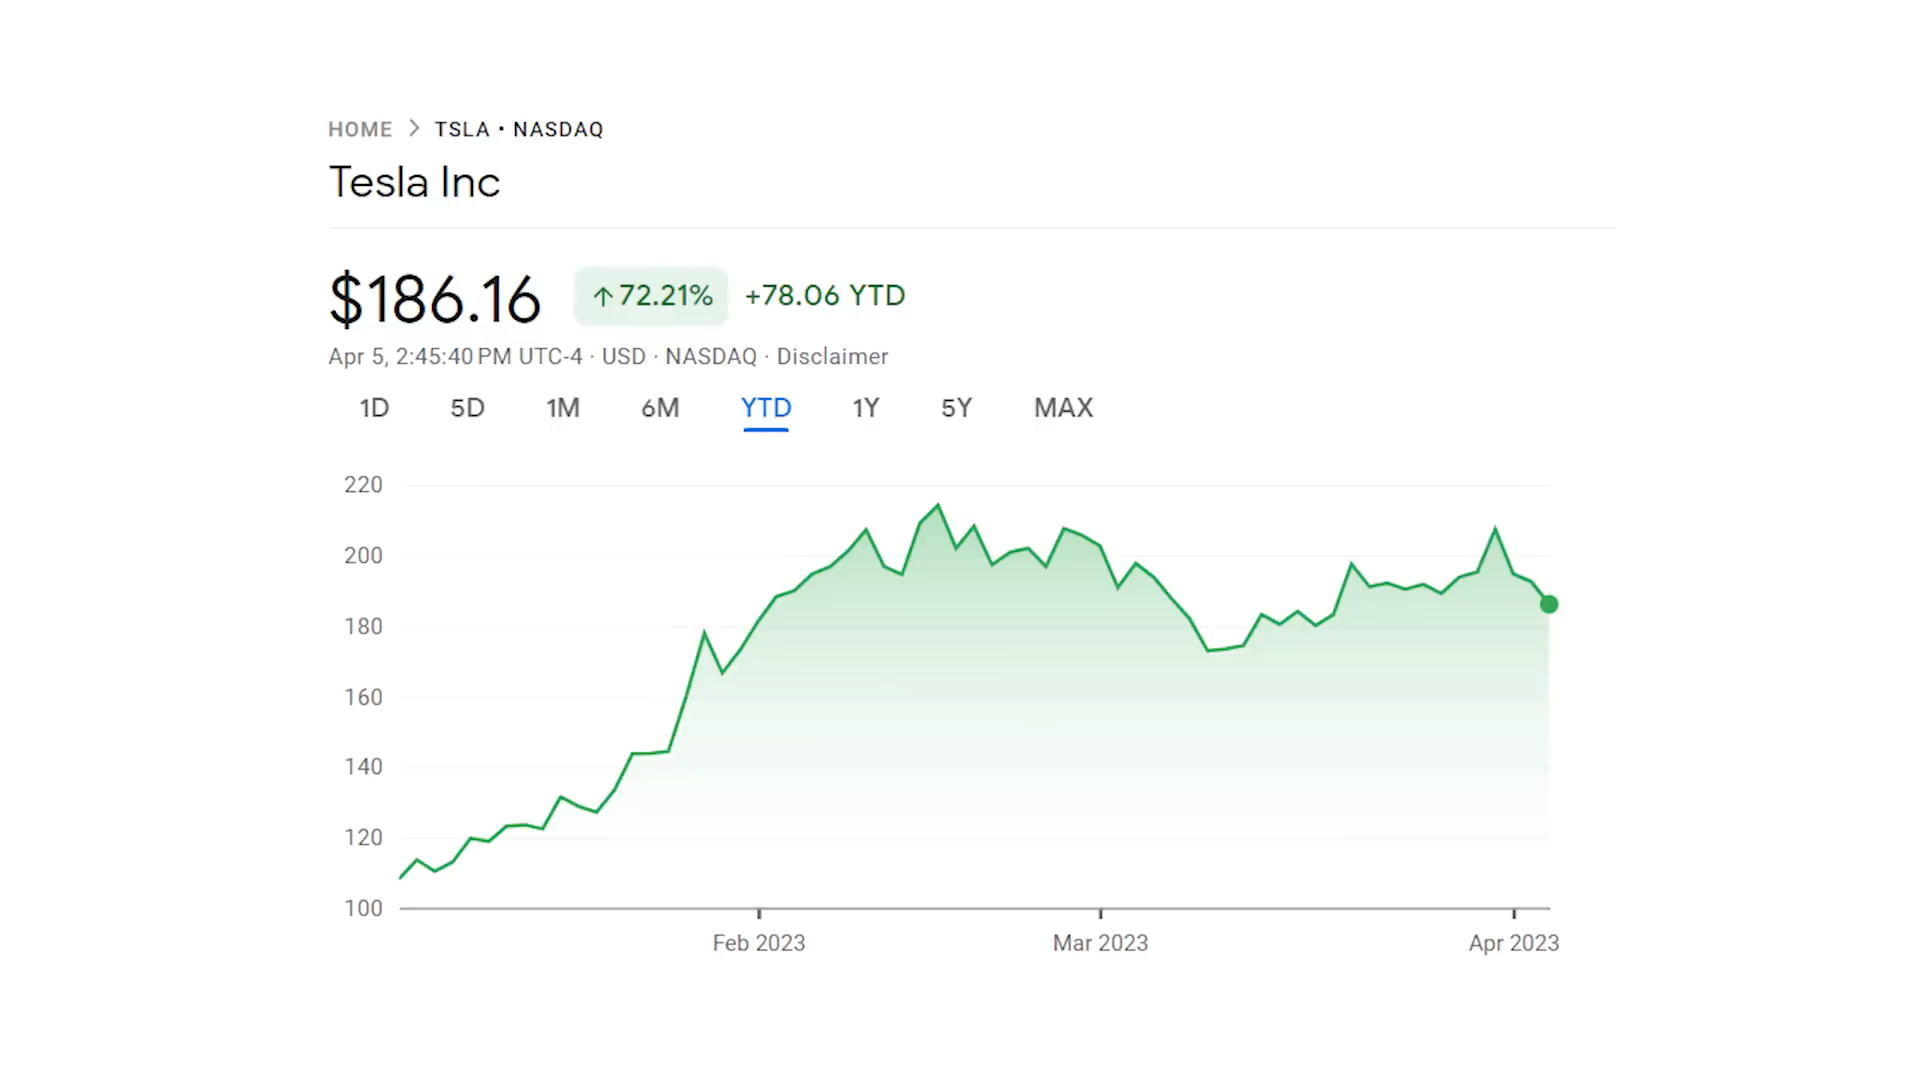 HOME > TSLA • NASDAQ
Tesla Inc
$186.16 ↑72.21% +78.06 YTD
Apr 5, 2:45:40 PM UTC-4 · USD · NASDAQ · Disclaimer
1D 5D 1M 6M YTD 1Y 5Y MAX
220
200
180
160
140
120
100
Feb 2023 Mar 2023 Apr 2023